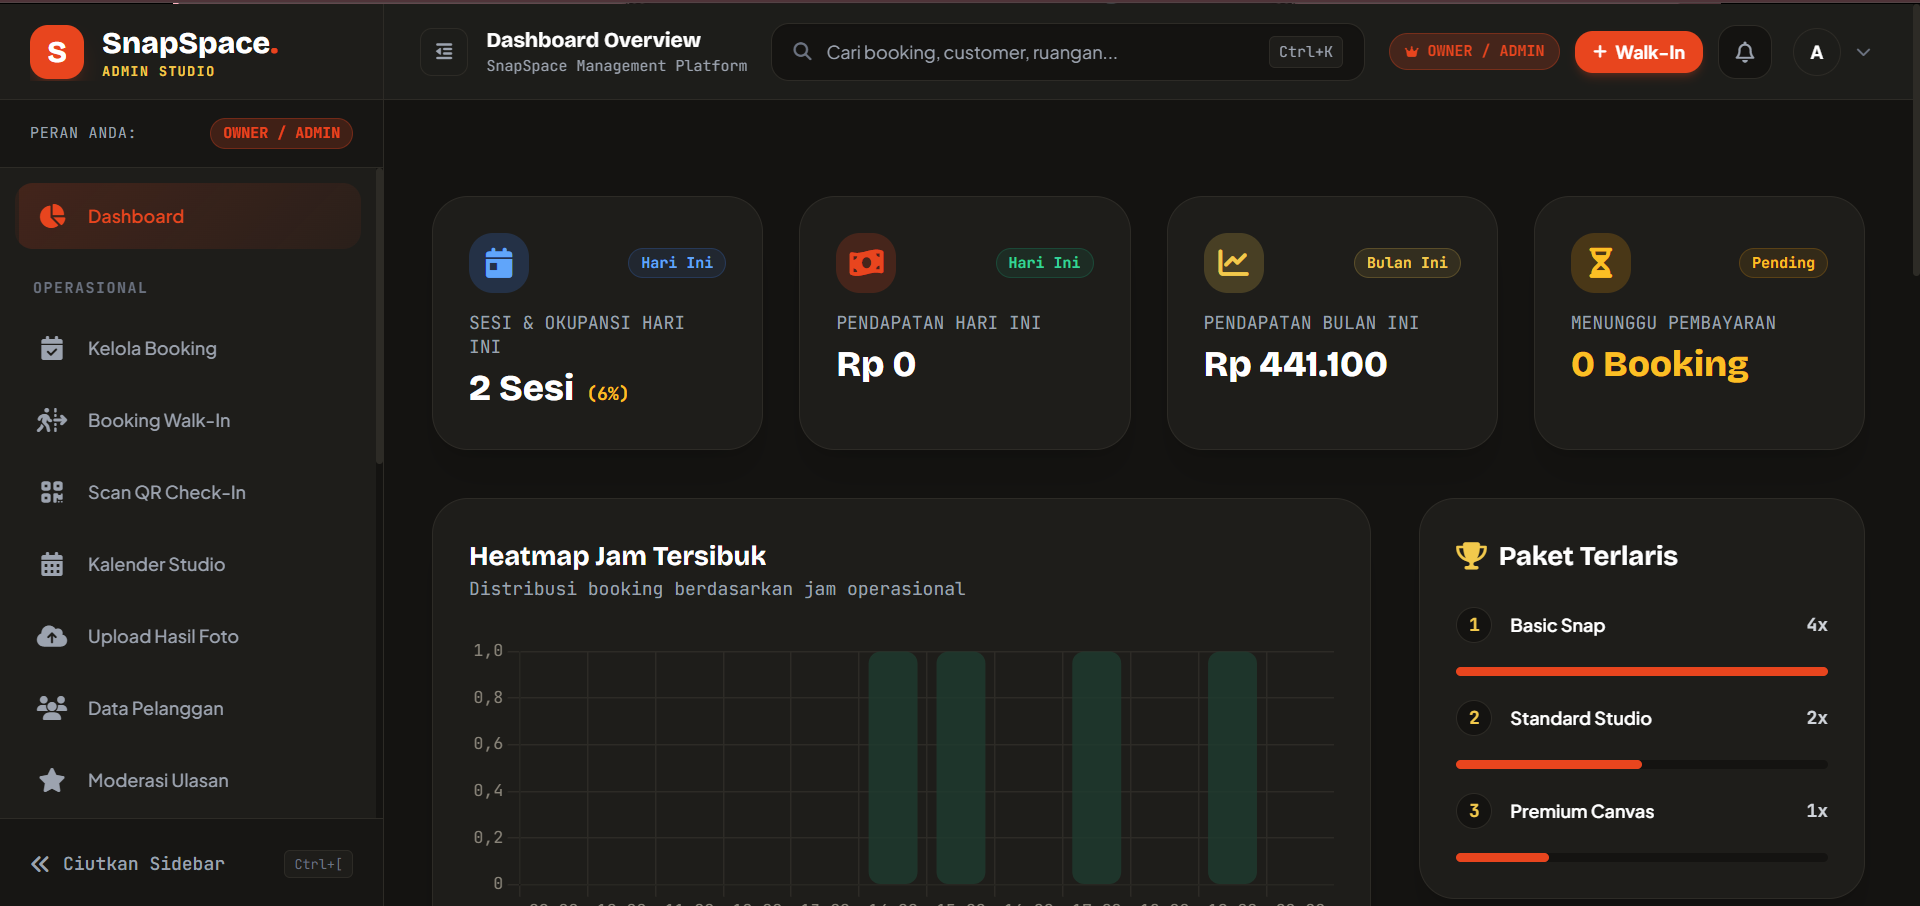 S
SnapSpace.
ADMIN STUDIO
Dashboard Overview
SnapSpace Management Platform
Cari booking, customer, ruangan...
Ctrl+K
OWNER / ADMIN
+ Walk-In
A
PERAN ANDA:
OWNER / ADMIN
Dashboard
OPERASIONAL
Kelola Booking
Booking Walk-In
Scan QR Check-In
Kalender Studio
Upload Hasil Foto
Data Pelanggan
Moderasi Ulasan
Ciutkan Sidebar
Ctrl+[
Hari Ini
SESI & OKUPANSI HARI
INI
2 Sesi (6%)
Hari Ini
PENDAPATAN HARI INI
Rp 0
Bulan Ini
PENDAPATAN BULAN INI
Rp 441.100
Pending
MENUNGGU PEMBAYARAN
0 Booking
Heatmap Jam Tersibuk
Distribusi booking berdasarkan jam operasional
1,0
0,8
0,6
0,4
0,2
0
Paket Terlaris
1 Basic Snap 4x
2 Standard Studio 2x
3 Premium Canvas 1x